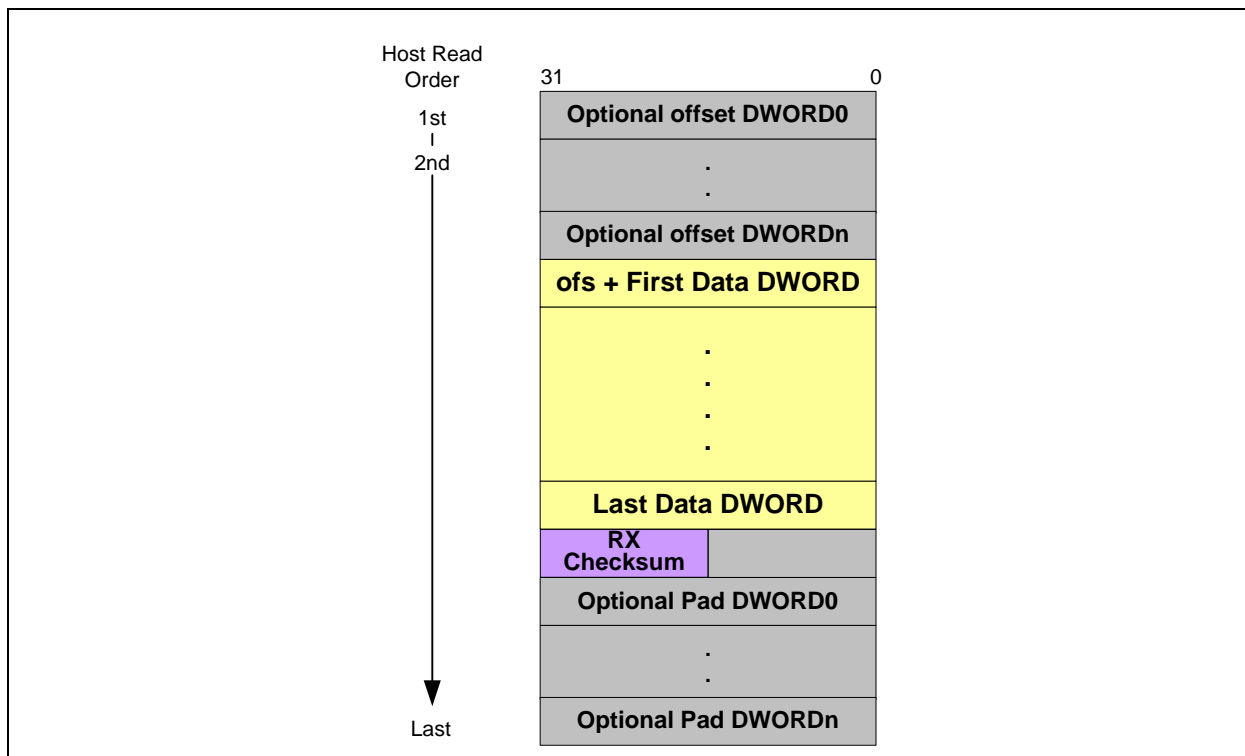 Host Read
Order
31 0
1st
2nd
Last
Optional offset DWORD0
.
.
Optional offset DWORDn
ofs + First Data DWORD
.
.
.
.
Last Data DWORD
RX
Checksum
Optional Pad DWORD0
.
.
Optional Pad DWORDn